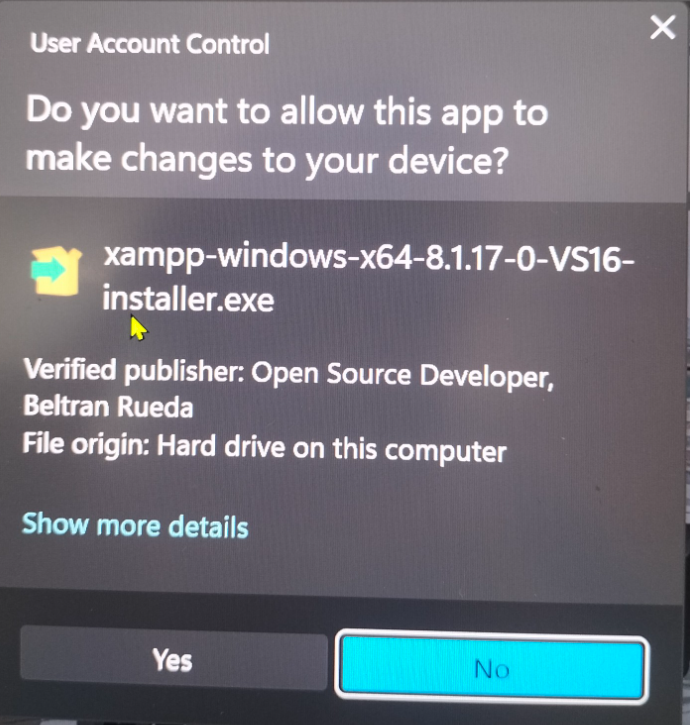 User Account Control
Do you want to allow this app to
make changes to your device?
xampp-windows-x64-8.1.17-0-VS16-
installer.exe
Verified publisher: Open Source Developer,
Beltran Rueda
File origin: Hard drive on this computer
Show more details
Yes
No